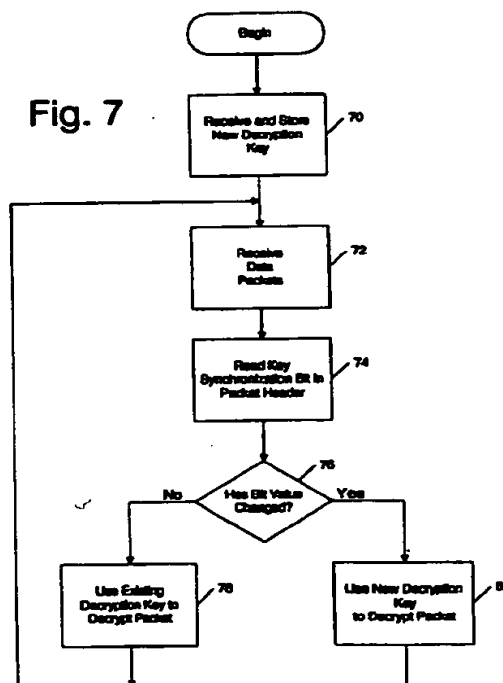 Begin
Fig. 7
Receive and Store
New Decryption
Key
70
Receive
Data
Packets
72
Read Key
Synchronization Bit in
Packet Header
74
Has Bit Value
Changed?
76
No
Yes
Use Existing
Decryption Key to
Decrypt Packet
78
Use New Decryption
Key
to Decrypt Packet